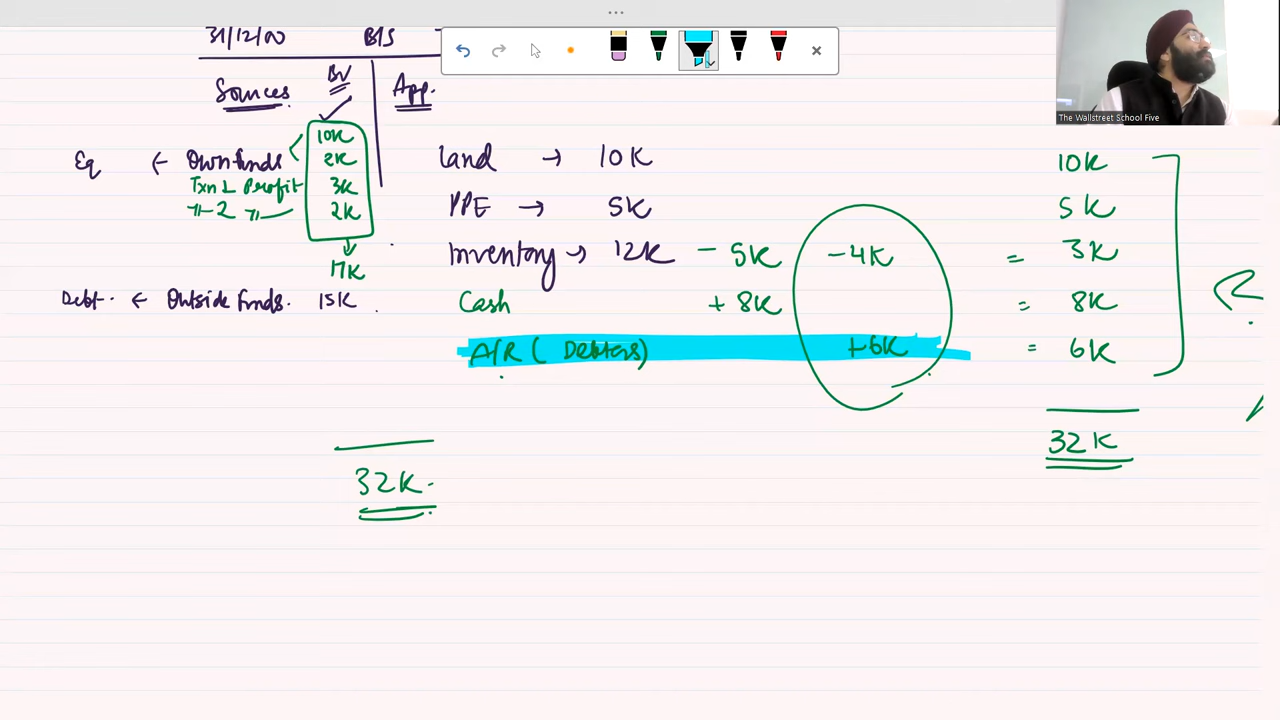 31/12/00 B/S
Sources BV App.
10K
Eq ← Own funds 2K
Txn 1 Profit 3K
–〃– 2 –〃– 2K
17K
Debt. ← Outside funds. 15K
Land → 10K 10K
PPE → 5K 5K
Inventory → 12K - 5K - 4K = 3K
Cash + 8K = 8K
A/R ( Debtors) +6K = 6K
32K
32K.
The Wallstreet School Five